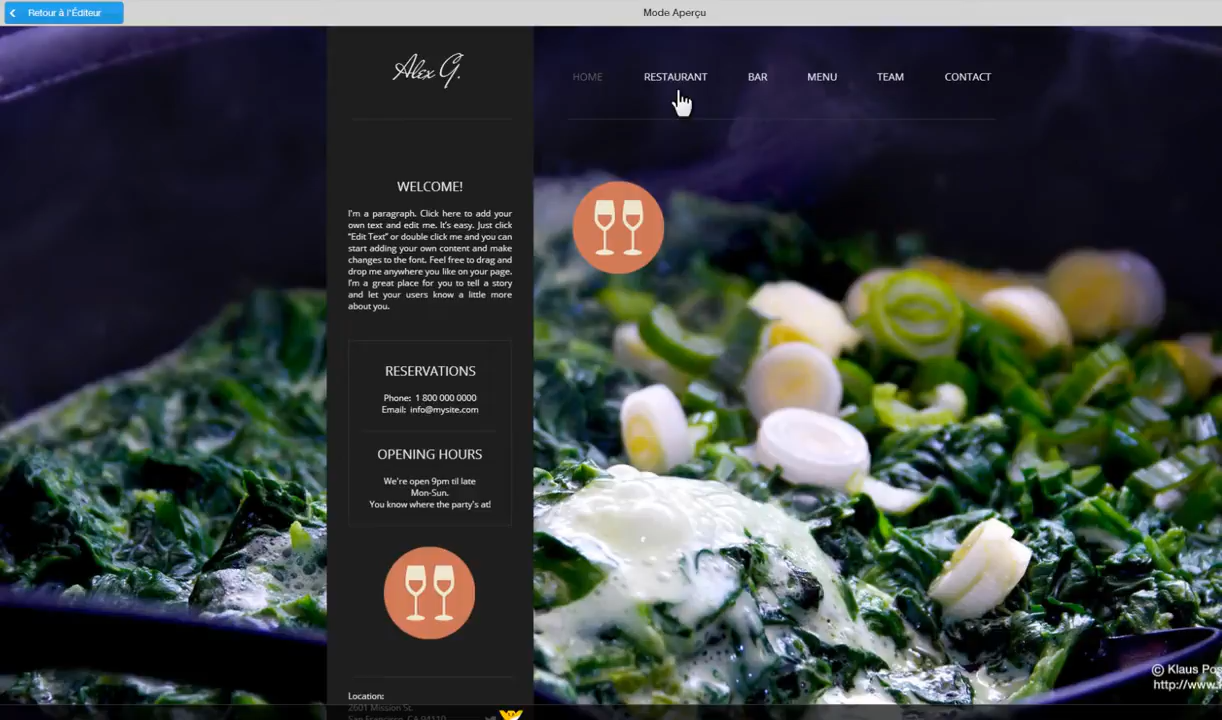 Retour à l'Éditeur
Mode Aperçu
Alex G.
HOME RESTAURANT BAR MENU TEAM CONTACT
WELCOME!
I'm a paragraph. Click here to add your
own text and edit me. It's easy. Just click
"Edit Text" or double click me and you can
start adding your own content and make
changes to the font. Feel free to drag and
drop me anywhere you like on your page.
I'm a great place for you to tell a story
and let your users know a little more
about you.
RESERVATIONS
Phone: 1 800 000 0000
Email: info@mysite.com
OPENING HOURS
We're open 9pm til late
Mon-Sun.
You know where the party's at!
Location:
2601 Mission St.
San Francisco, CA 94110
© Klaus Pos
http://www.